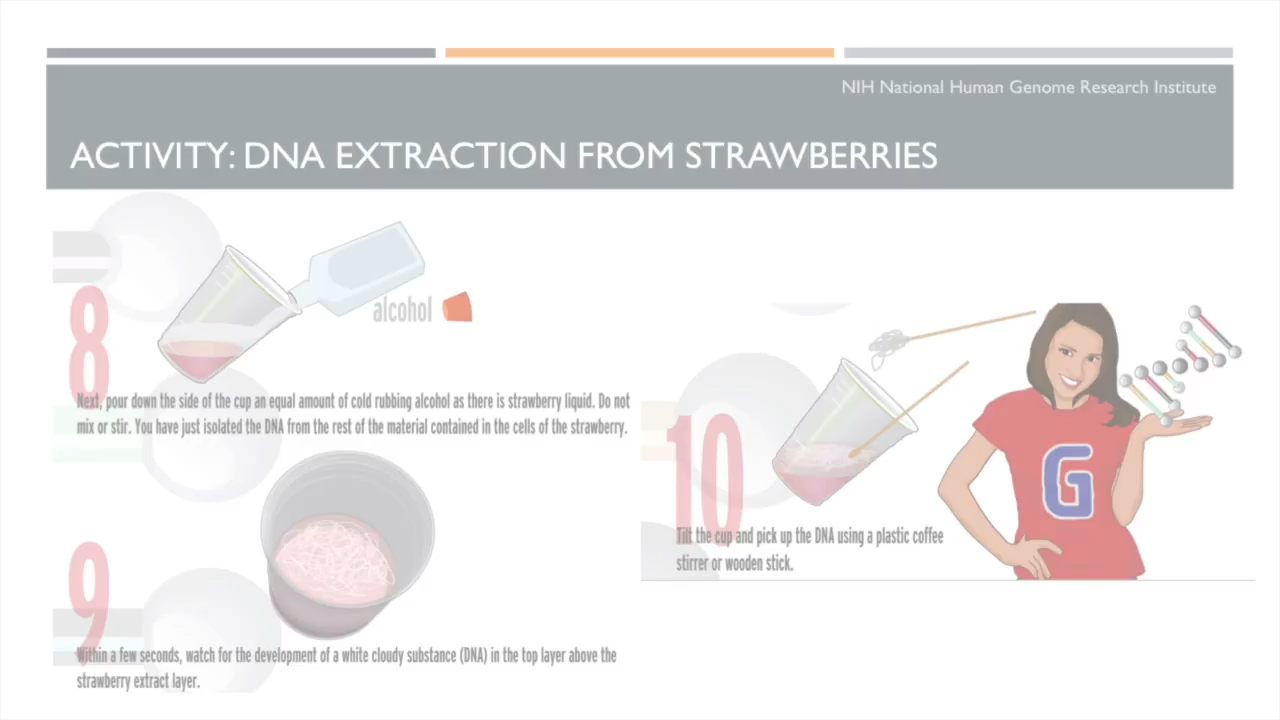 NIH National Human Genome Research Institute
ACTIVITY: DNA EXTRACTION FROM STRAWBERRIES
alcohol
8
Next, pour down the side of the cup an equal amount of cold rubbing alcohol as there is strawberry liquid. Do not
mix or stir. You have just isolated the DNA from the rest of the material contained in the cells of the strawberry.
9
Within a few seconds, watch for the development of a white cloudy substance (DNA) in the top layer above the
strawberry extract layer.
10
Tilt the cup and pick up the DNA using a plastic coffee
stirrer or wooden stick.
G